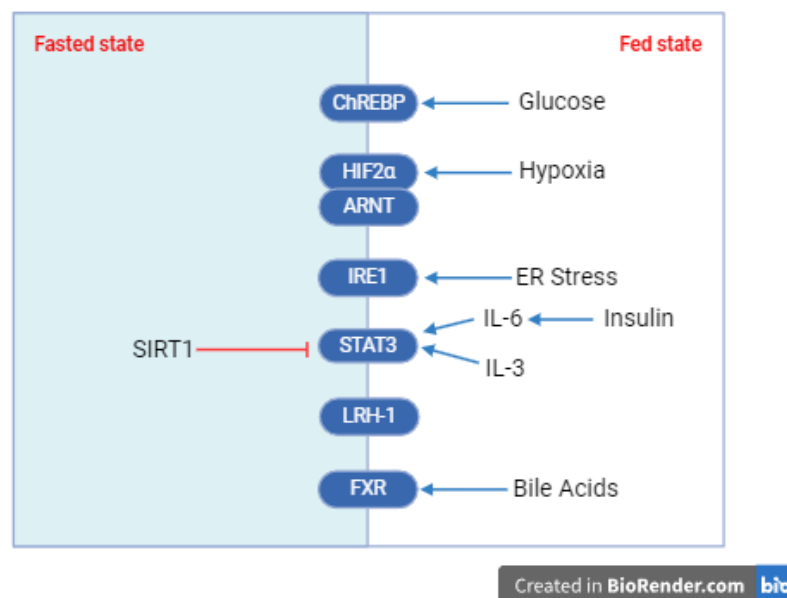 Fasted state
Fed state
ChREBP
Glucose
HIF2α
Hypoxia
ARNT
IRE1
ER Stress
IL-6
Insulin
SIRT1
STAT3
IL-3
LRH-1
FXR
Bile Acids
Created in BioRender.com